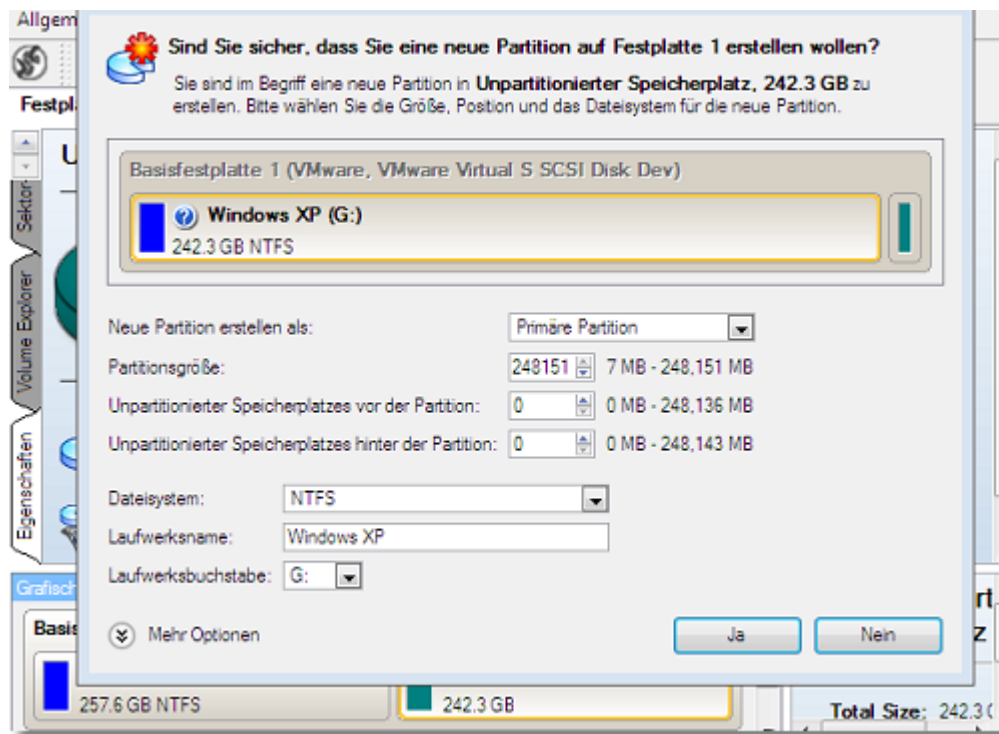 Allgem
Sind Sie sicher, dass Sie eine neue Partition auf Festplatte 1 erstellen wollen?
Sie sind im Begriff eine neue Partition in Unpartitionierter Speicherplatz, 242.3 GB zu
erstellen. Bitte wählen Sie die Größe, Position und das Dateisystem für die neue Partition.
Festpl
U
Basisfestplatte 1 (VMware, VMware Virtual S SCSI Disk Dev)
Windows XP (G:)
242.3 GB NTFS
Sektor-
Volume Explorer
Eigenschaften
Neue Partition erstellen als: Primäre Partition
Partitionsgröße: 248151 7 MB - 248,151 MB
Unpartitionierter Speicherplatzes vor der Partition: 0 0 MB - 248,136 MB
Unpartitionierter Speicherplatzes hinter der Partition: 0 0 MB - 248,143 MB
Dateisystem: NTFS
Laufwerksname: Windows XP
Laufwerksbuchstabe: G:
Mehr Optionen
Ja Nein
Grafisch
Basis
257.6 GB NTFS
242.3 GB
rt
z
Total Size: 242.3 G